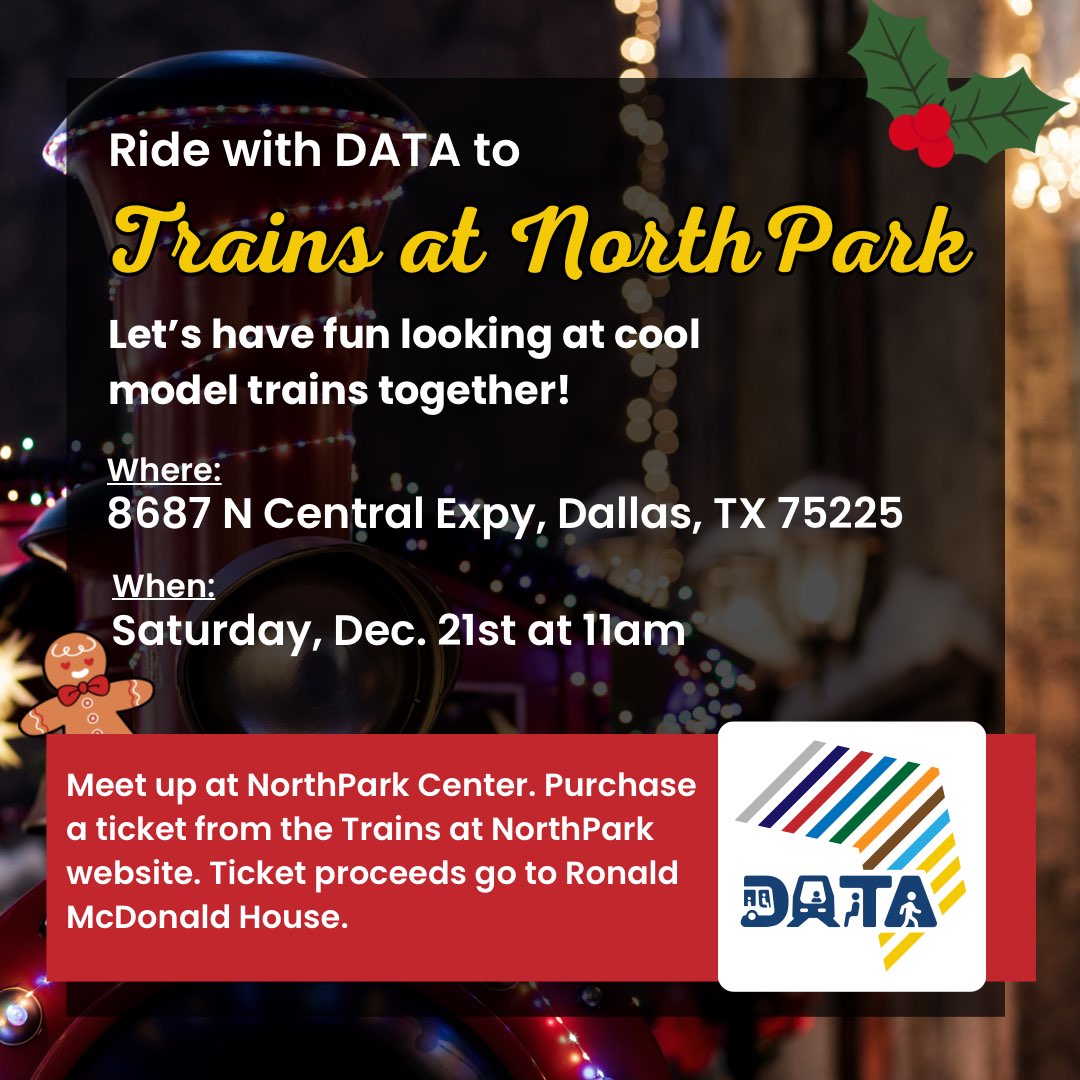 Ride with DATA to
Trains at NorthPark
Let’s have fun looking at cool
model trains together!
Where:
8687 N Central Expy, Dallas, TX 75225
When:
Saturday, Dec. 21st at 11am
Meet up at NorthPark Center. Purchase
a ticket from the Trains at NorthPark
website. Ticket proceeds go to Ronald
McDonald House.
DATA